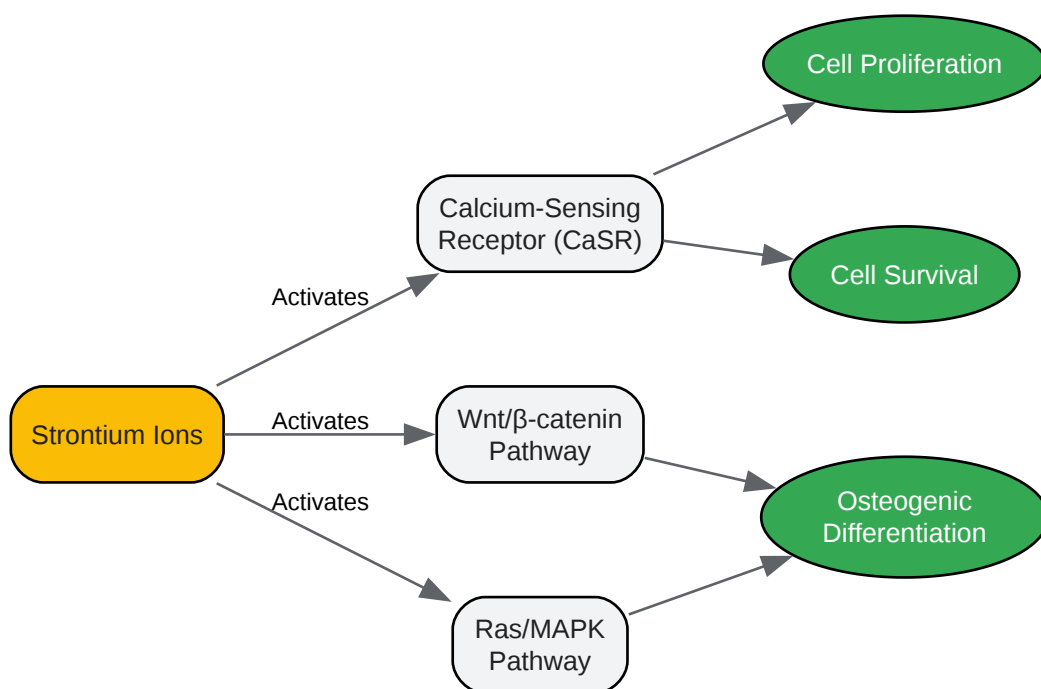 Cell Proliferation
Calcium-Sensing
Receptor (CaSR)
Cell Survival
Activates
Strontium Ions
Activates
Wnt/β-catenin
Pathway
Activates
Osteogenic
Differentiation
Ras/MAPK
Pathway